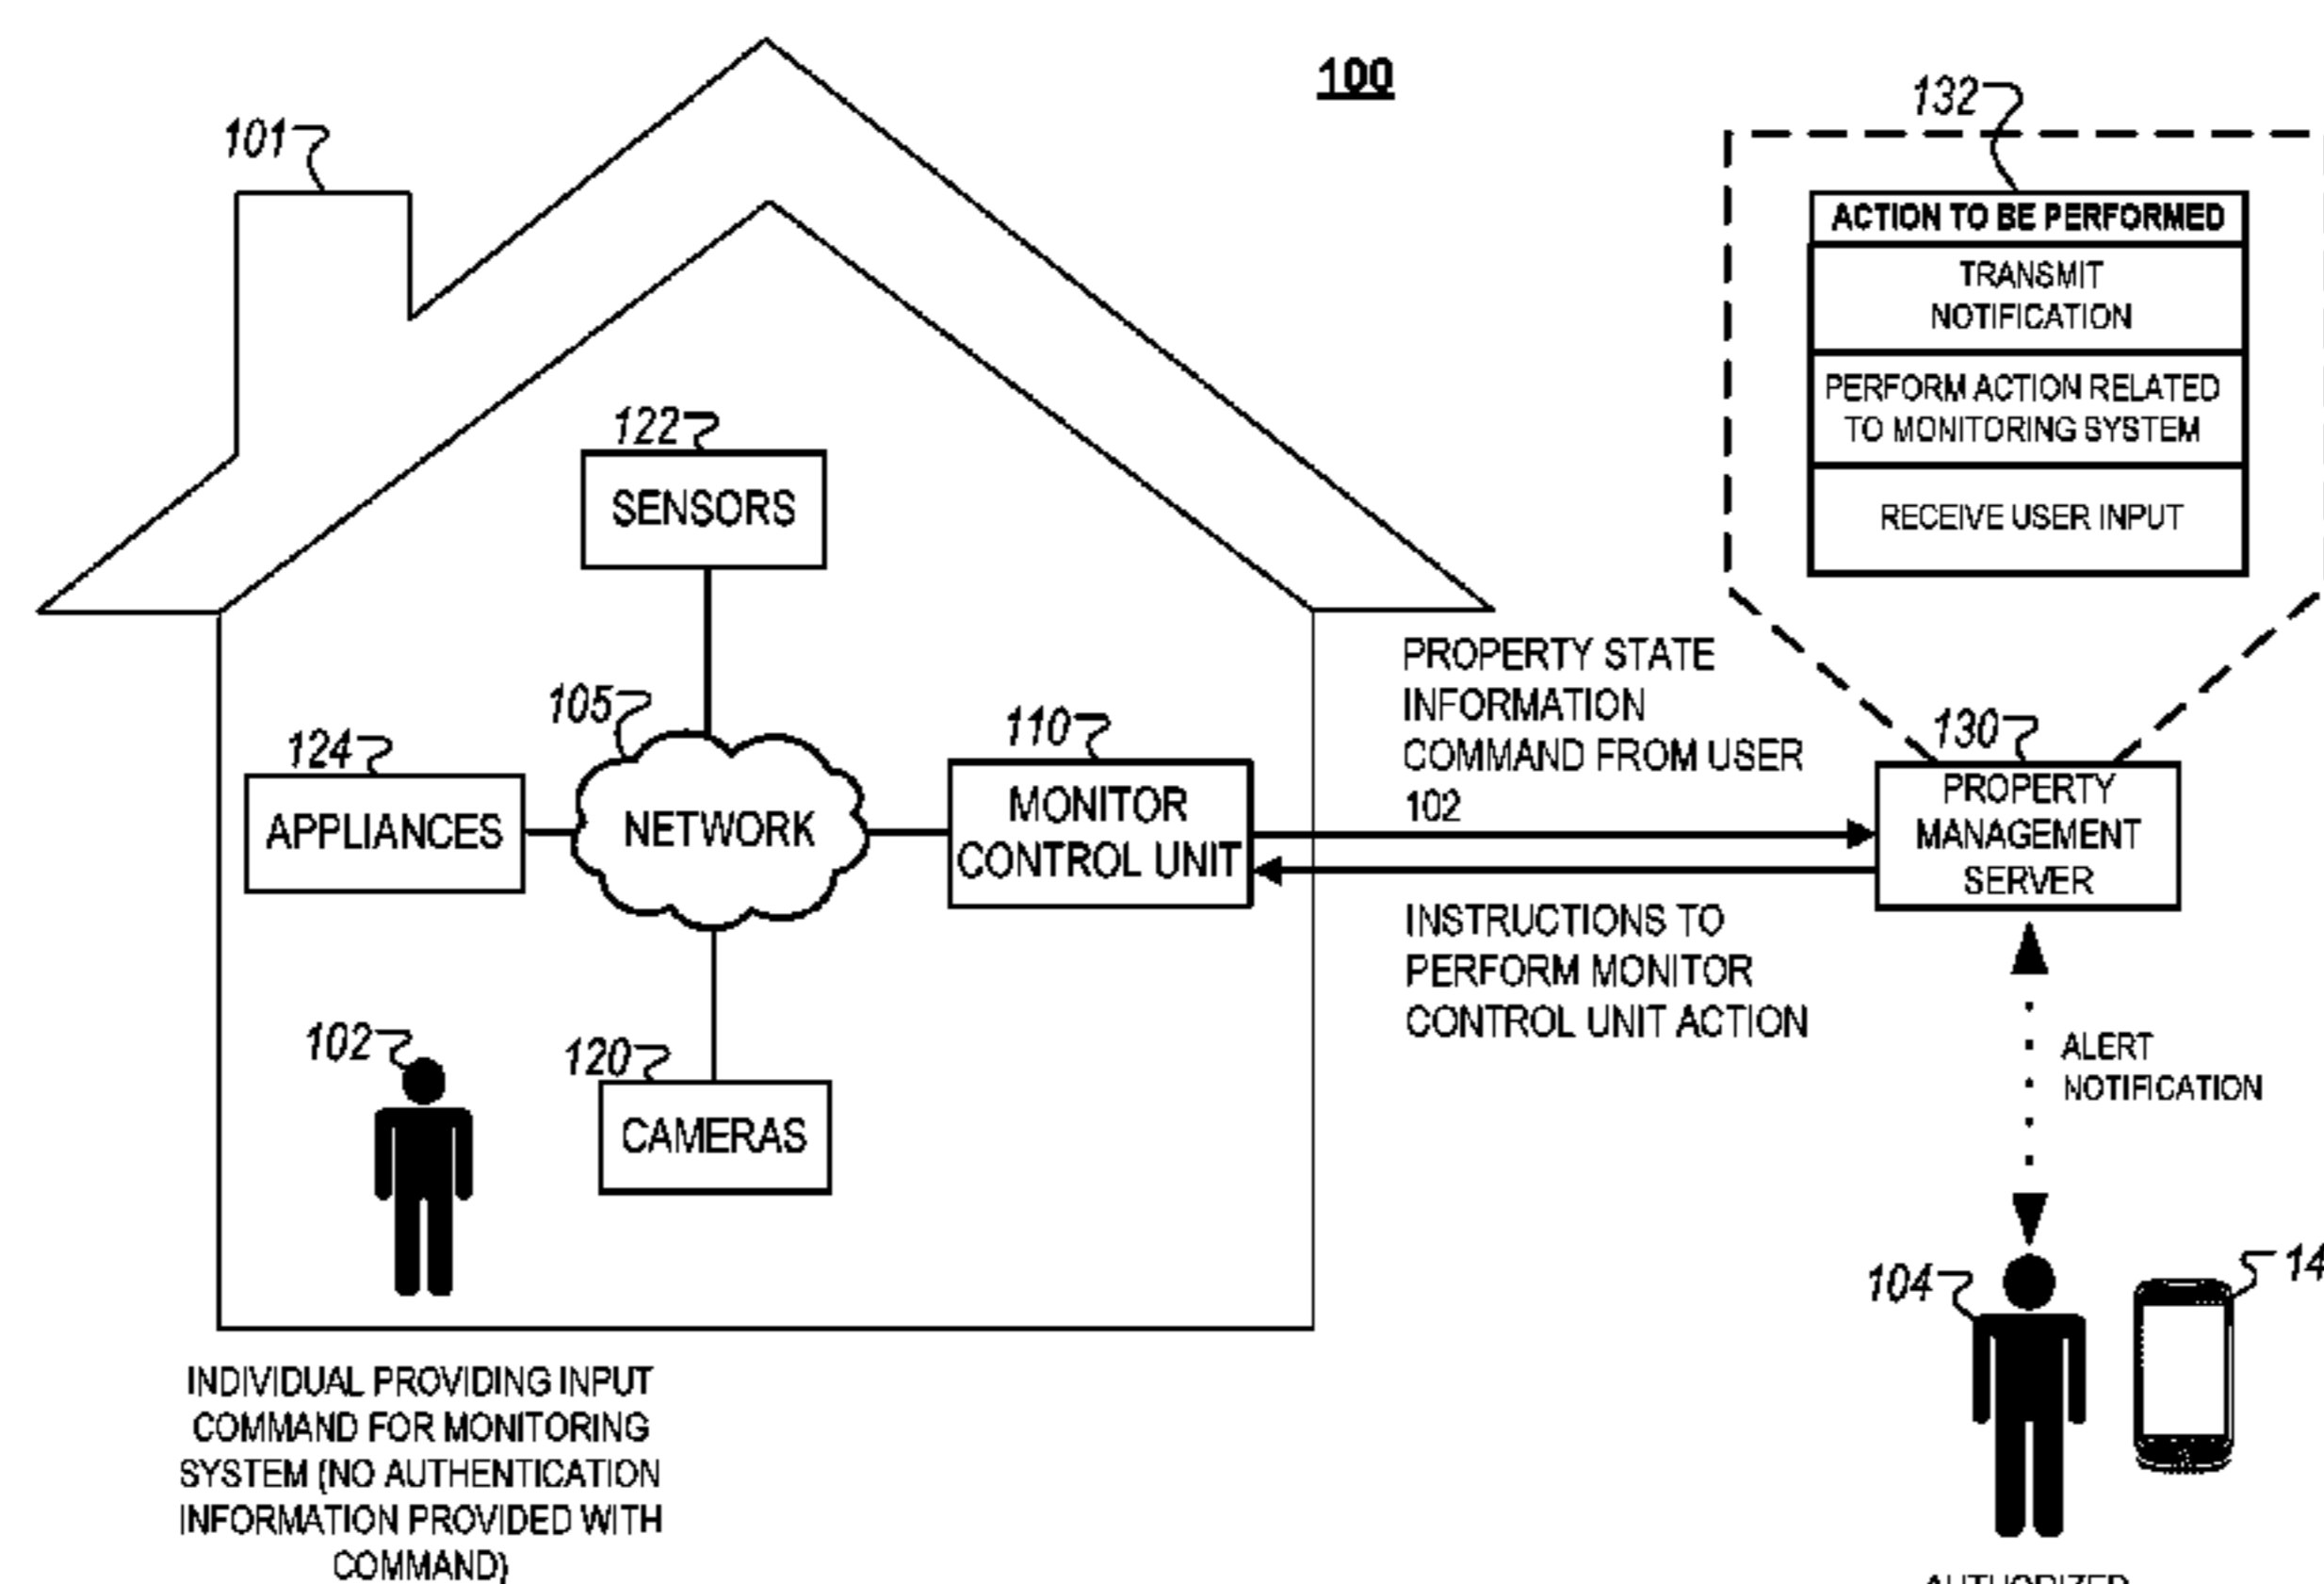 100
101
132
ACTION TO BE PERFORMED
TRANSMIT
NOTIFICATION
PERFORM ACTION RELATED
TO MONITORING SYSTEM
RECEIVE USER INPUT
122
SENSORS
105
NETWORK
124
APPLIANCES
110
MONITOR
CONTROL UNIT
PROPERTY STATE
INFORMATION
COMMAND FROM USER
102
130
PROPERTY
MANAGEMENT
SERVER
INSTRUCTIONS TO
PERFORM MONITOR
CONTROL UNIT ACTION
ALERT
NOTIFICATION
102
120
CAMERAS
104
14
INDIVIDUAL PROVIDING INPUT
COMMAND FOR MONITORING
SYSTEM (NO AUTHENTICATION
INFORMATION PROVIDED WITH
COMMAND)
AUTHORIZED